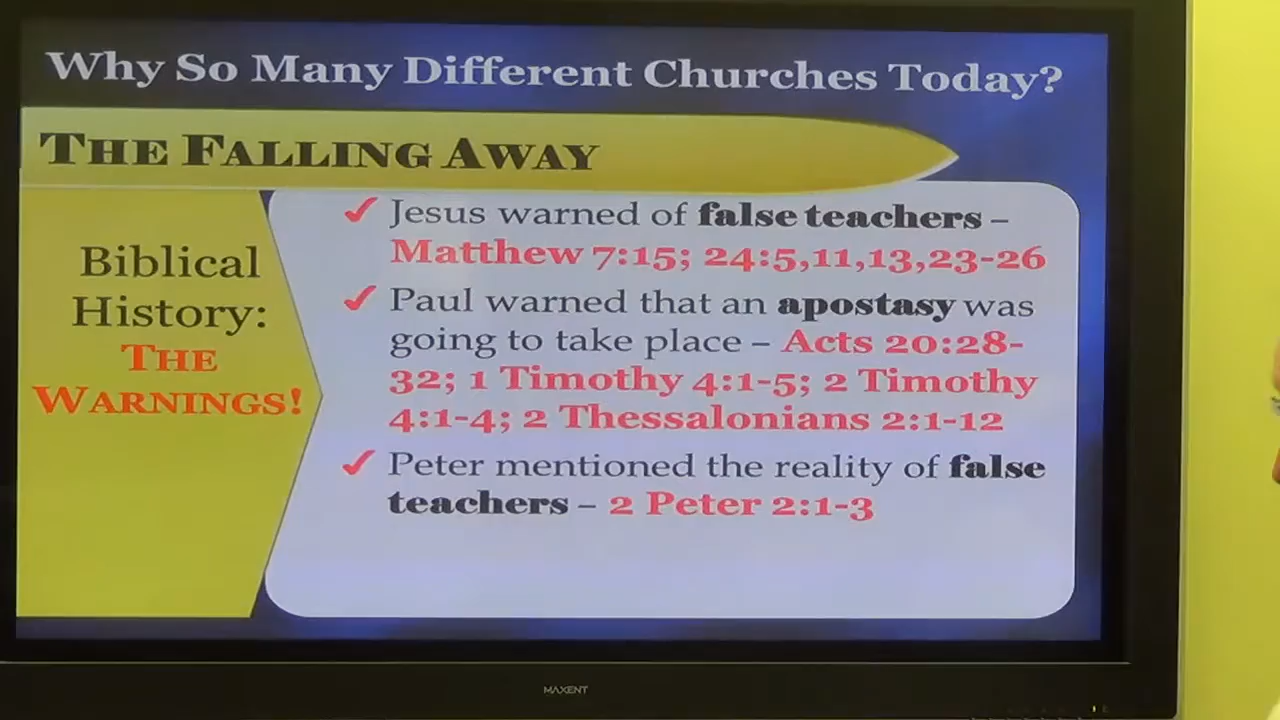 Why So Many Different Churches Today?
THE FALLING AWAY
Biblical
History:
THE
WARNINGS!
✓ Jesus warned of false teachers –
Matthew 7:15; 24:5,11,13,23-26
✓ Paul warned that an apostasy was
going to take place – Acts 20:28-
32; 1 Timothy 4:1-5; 2 Timothy
4:1-4; 2 Thessalonians 2:1-12
✓ Peter mentioned the reality of false
teachers – 2 Peter 2:1-3
MAXENT